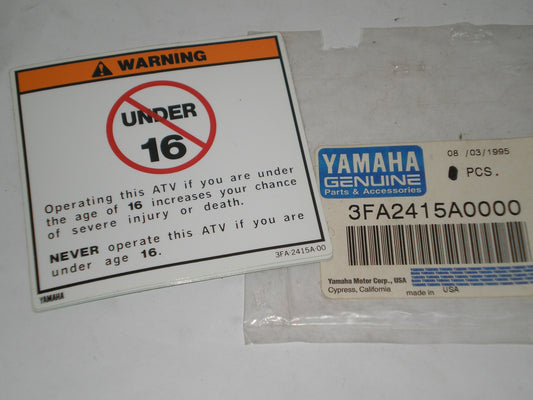 WARNING
UNDER
16
Operating this ATV if you are under
the age of 16 increases your chance
of severe injury or death.
NEVER operate this ATV if you are
under age 16.
3FA-2415A-00
YAMAHA
08 /03/1995
YAMAHA
GENUINE
Parts & Accessories
PCS.
3FA2415A0000
Yamaha Motor Corp., USA
Cypress, California
made in USA